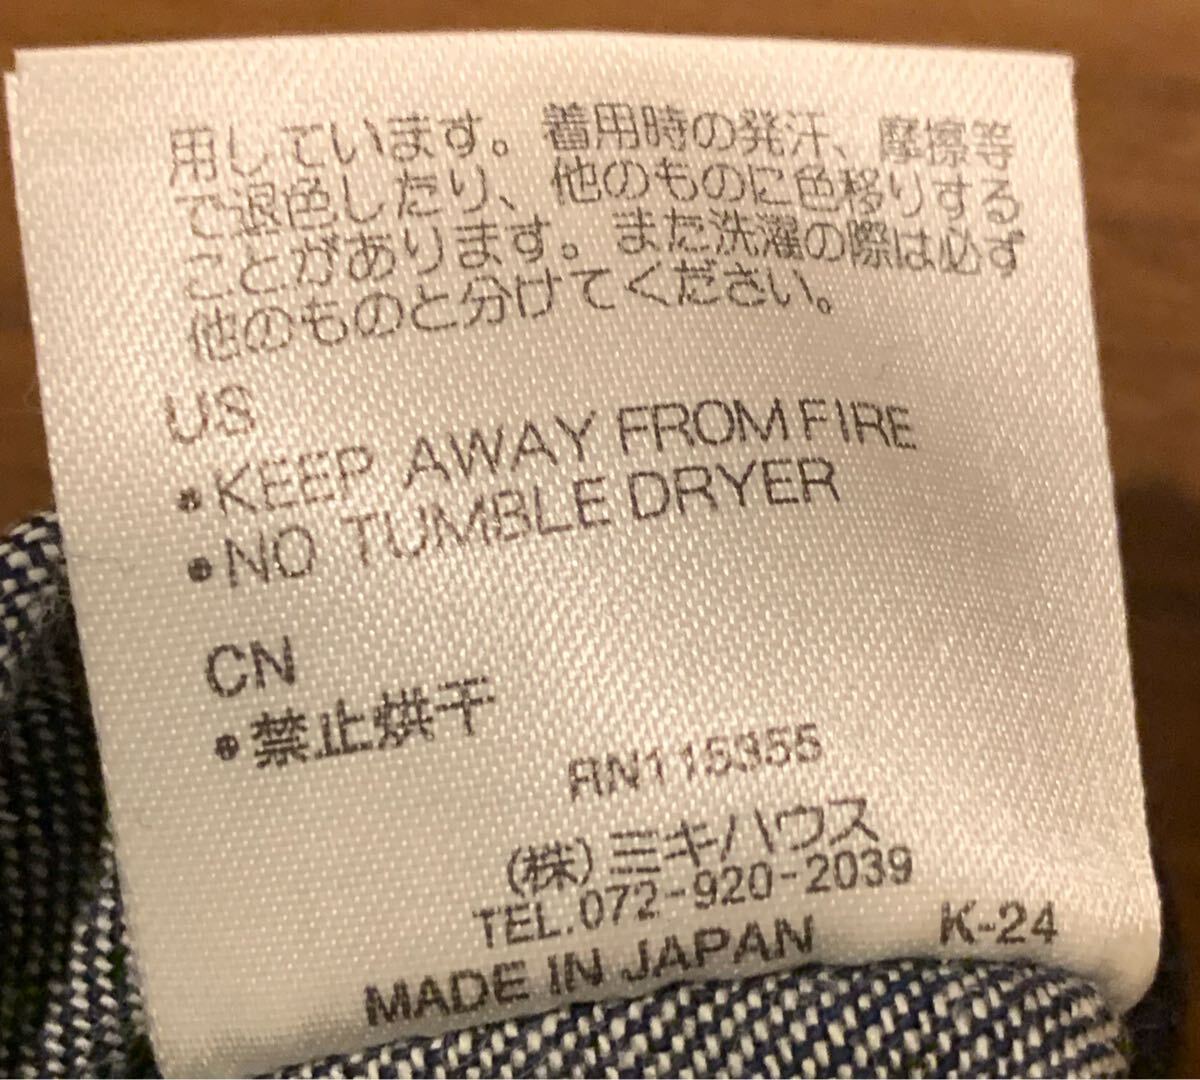 用しています。着用時の発汗、摩擦等
で退色したり、他のものに色移りする
ことがあります。また洗濯の際は必ず
他のものと分けてください。
US
•KEEP AWAY FROM FIRE
•NO TUMBLE DRYER
CN
•禁止烘干
RN115355
(株)ミキハウス
TEL.072-920-2039
MADE IN JAPAN K-24